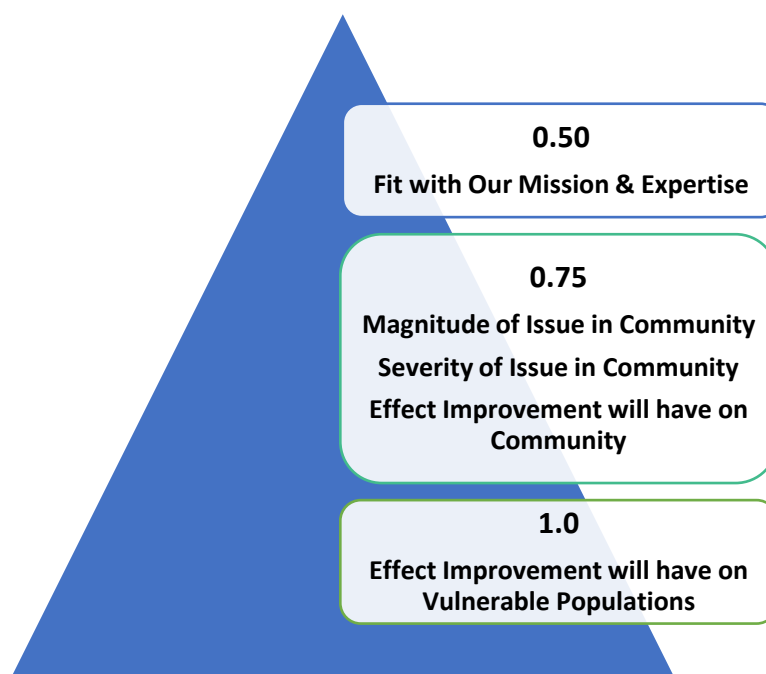 0.50
Fit with Our Mission & Expertise
0.75
Magnitude of Issue in Community
Severity of Issue in Community
Effect Improvement will have on
Community
1.0
Effect Improvement will have on
Vulnerable Populations